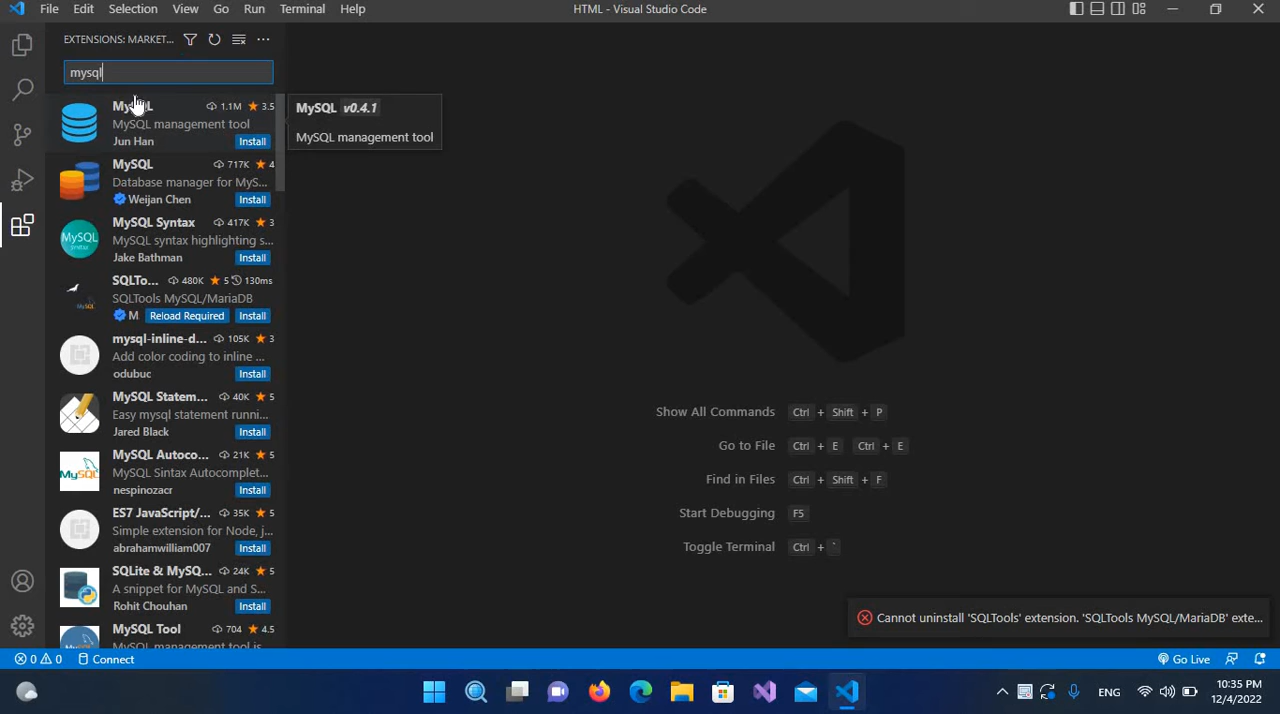 File Edit Selection View Go Run Terminal Help
HTML - Visual Studio Code
EXTENSIONS: MARKET...
mysql
MySQL 1.1M 3.5
MySQL management tool
Jun Han Install
MySQL v0.4.1
MySQL management tool
MySQL 717K 4
Database manager for MyS...
Weijan Chen Install
MySQL Syntax 417K 3
MySQL syntax highlighting s...
Jake Bathman Install
MySQL
syntax
SQLTo... 480K 5 130ms
SQLTools MySQL/MariaDB
M Reload Required Install
mysql-inline-d... 105K 3
Add color coding to inline ...
odubuc Install
MySQL Statem... 40K 5
Easy mysql statement runni...
Jared Black Install
MySQL Autoco... 21K 5
MySQL Sintax Autocomplet...
nespinozacr Install
MySQL
ES7 JavaScript/... 35K 5
Simple extension for Node, j...
abrahamwilliam007 Install
SQLite & MySQ... 24K 5
A snippet for MySQL and S...
Rohit Chouhan Install
MySQL Tool 704 4.5
MySQL management tool is
Show All Commands Ctrl + Shift + P
Go to File Ctrl + E Ctrl + E
Find in Files Ctrl + Shift + F
Start Debugging F5
Toggle Terminal Ctrl + `
Cannot uninstall 'SQLTools' extension. 'SQLTools MySQL/MariaDB' exte...
0 0 Connect
Go Live
ENG
10:35 PM
12/4/2022